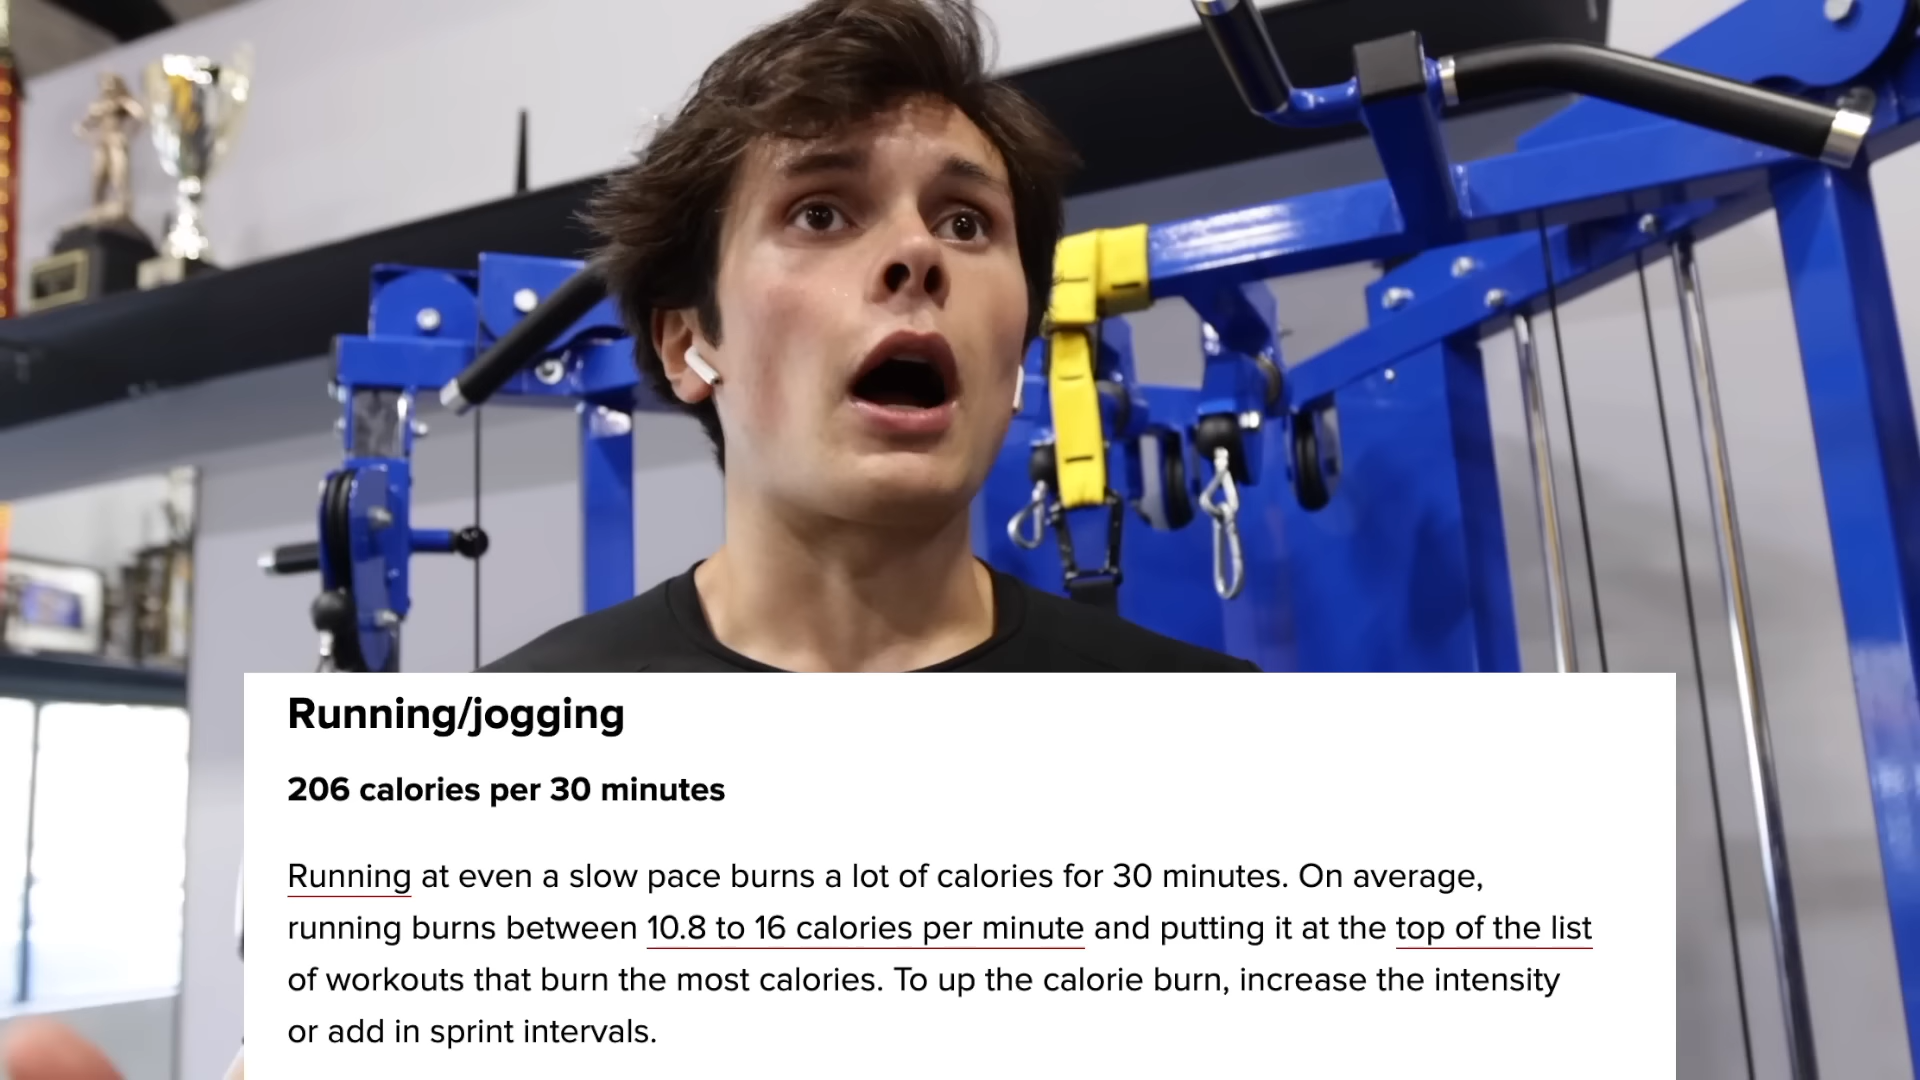 Running/jogging
206 calories per 30 minutes
Running at even a slow pace burns a lot of calories for 30 minutes. On average,
running burns between 10.8 to 16 calories per minute and putting it at the top of the list
of workouts that burn the most calories. To up the calorie burn, increase the intensity
or add in sprint intervals.